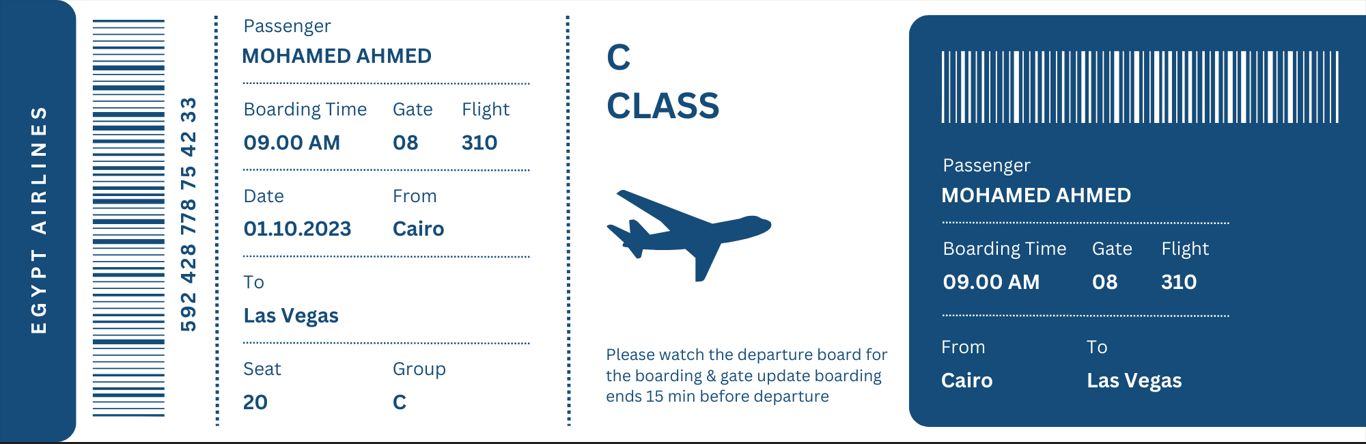 EGYPT AIRLINES
592 428 778 75 42 33
Passenger
MOHAMED AHMED
Boarding Time Gate Flight
09.00 AM 08 310
Date From
01.10.2023 Cairo
To
Las Vegas
Seat Group
20 C
C
CLASS
Please watch the departure board for
the boarding & gate update boarding
ends 15 min before departure
Passenger
MOHAMED AHMED
Boarding Time Gate Flight
09.00 AM 08 310
From To
Cairo Las Vegas